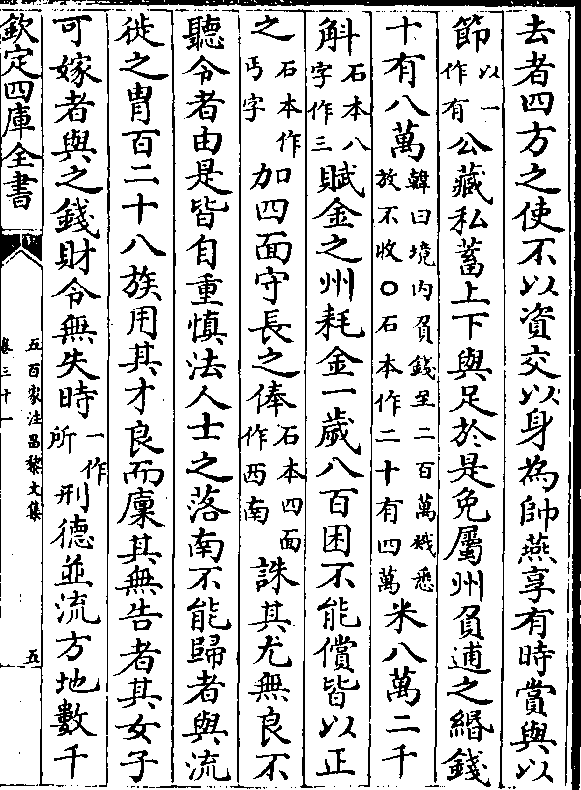 去者四方之使不以資交以身為帥燕享有時賞與以
節以一作有公藏私蓄上下與足於是免屬州負逋之緡錢
十有八萬韓曰境内負錢至二百萬緡悉放不收○石本作二十有四萬米八萬二千
斛石本八字作三賦金之州耗金一歲八百困不能償皆以正
之石本作丐字加四面守長之俸石本四面作西南誅其尤無良不
聽令者由是皆自重慎法人士之落南不能歸者與流
徙之胄百二十八族用其才良而廩其無告者其女子
可嫁者與之錢財令無失時一作所刑德並流方地數千
欽定四庫全書
五百家注昌黎文集
卷三十一
五